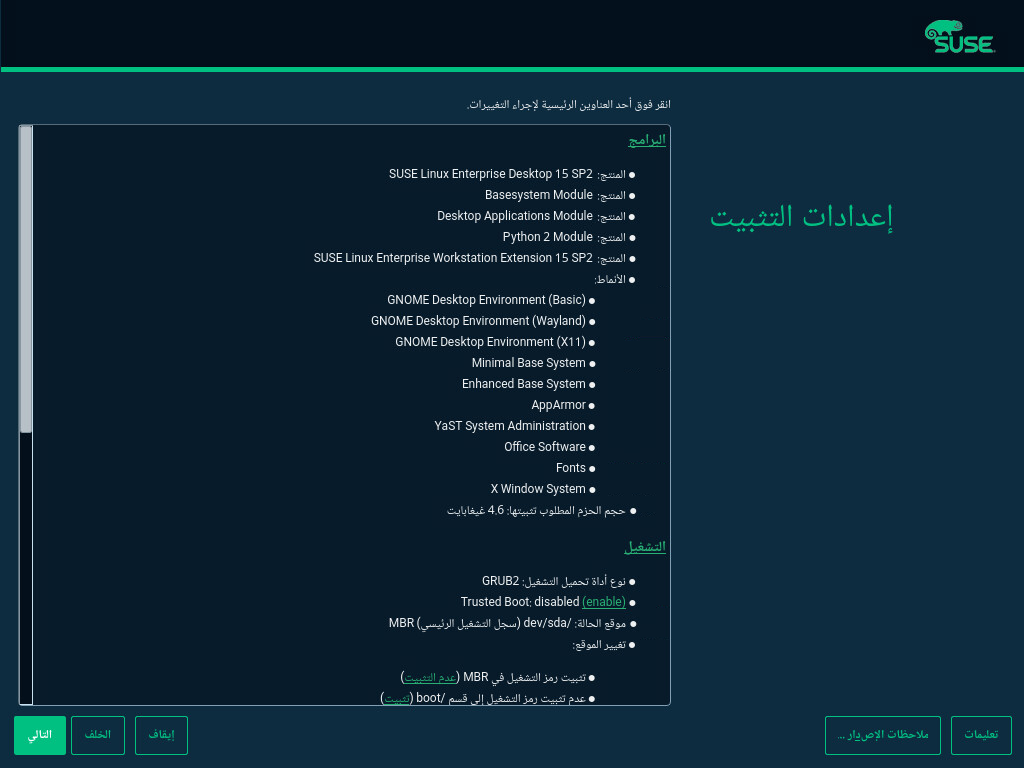 SUSE
انقر فوق أحد العناوين الرئيسية لإجراء التغييرات.
إعدادات التثبيت
البرامج
● المنتج: SUSE Linux Enterprise Desktop 15 SP2
● المنتج: Basesystem Module
● المنتج: Desktop Applications Module
● المنتج: Python 2 Module
● المنتج: SUSE Linux Enterprise Workstation Extension 15 SP2
● الأنماط:
● GNOME Desktop Environment (Basic)
● GNOME Desktop Environment (Wayland)
● GNOME Desktop Environment (X11)
● Minimal Base System
● Enhanced Base System
● AppArmor
● YaST System Administration
● Office Software
● Fonts
● X Window System
● حجم الحزم المطلوب تثبيتها: 4.6 غيغابايت
التشغيل
● نوع أداة تحميل التشغيل: GRUB2
● Trusted Boot: disabled (enable)
● موقع الحالة: /dev/sda (سجل التشغيل الرئيسي) MBR
● تغيير الموقع:
● تثبيت رمز التشغيل في MBR (عدم التثبيت)
● عدم تثبيت رمز التشغيل إلى قسم /boot (تثبيت)
تعليمات
ملاحظات الإصدار ...
إيقاف
الخلف
التالي